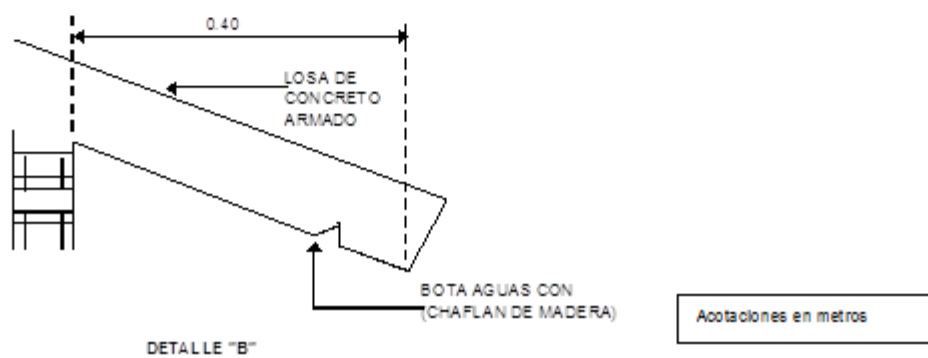 0.40
LOSA DE
CONCRETO
ARMADO
BOTA AGUAS CON
(CHAFLAN DE MADERA)
Acotaciones en metros
DETALLE "B"